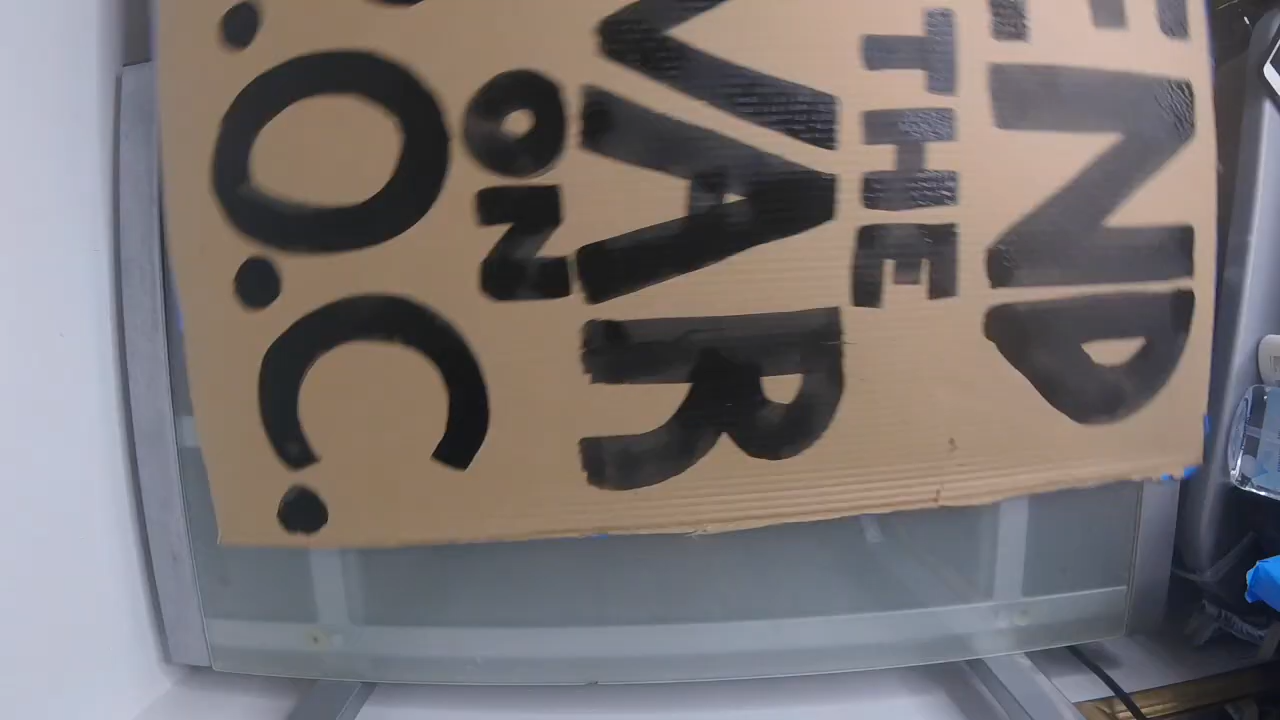 END
THE
WAR
ON
.O.C.